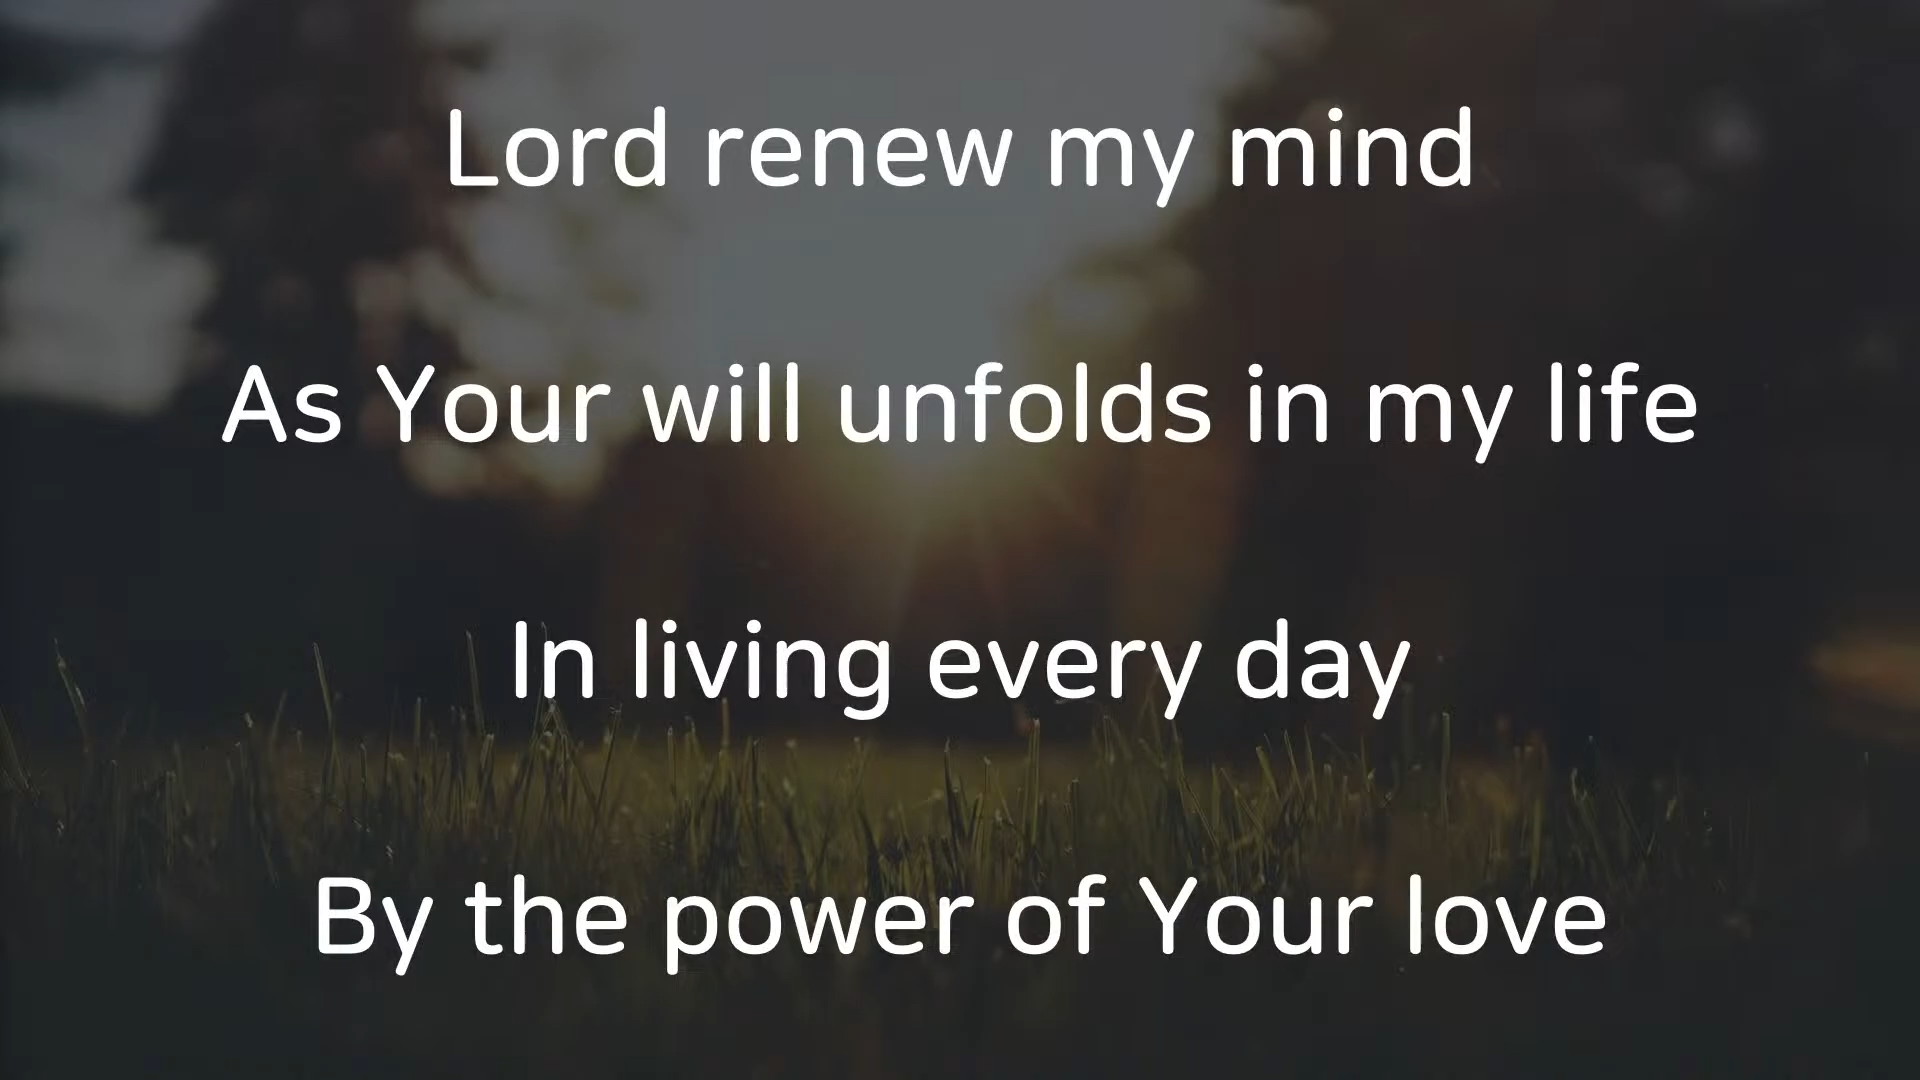 Lord renew my mind
As Your will unfolds in my life
In living every day
By the power of Your love